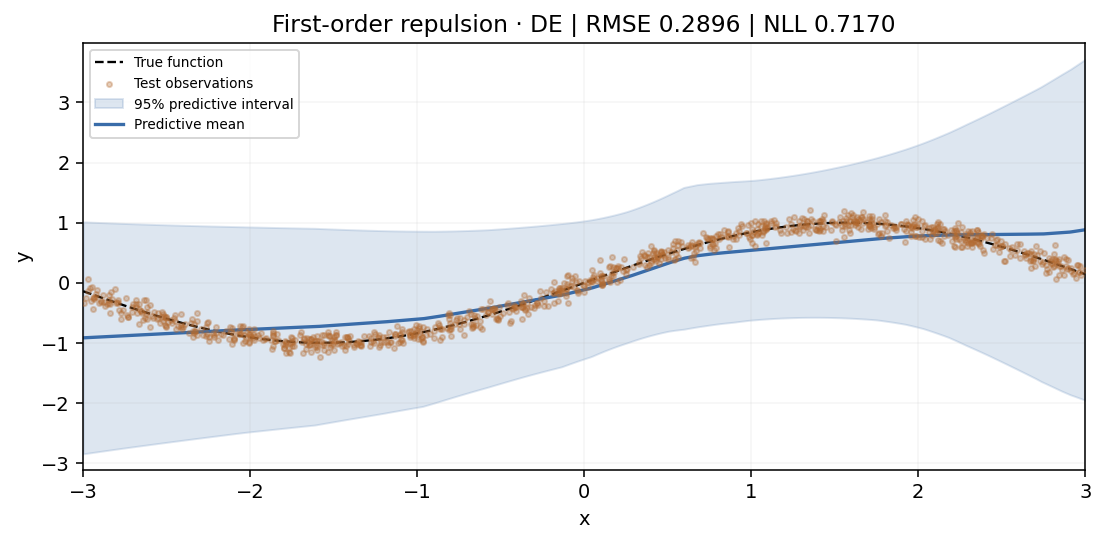 First-order repulsion · DE | RMSE 0.2896 | NLL 0.7170
True function
Test observations
95% predictive interval
Predictive mean
y
3
2
1
0
−1
−2
−3
−3
−2
−1
0
1
2
3
x